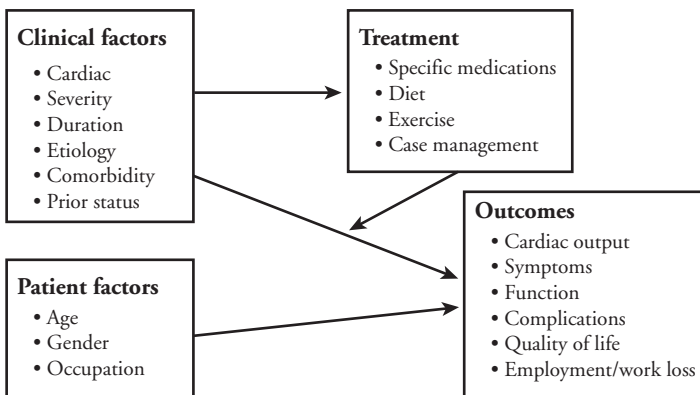 Clinical factors
• Cardiac
• Severity
• Duration
• Etiology
• Comorbidity
• Prior status
Treatment
• Specific medications
• Diet
• Exercise
• Case management
Patient factors
• Age
• Gender
• Occupation
Outcomes
• Cardiac output
• Symptoms
• Function
• Complications
• Quality of life
• Employment/work loss